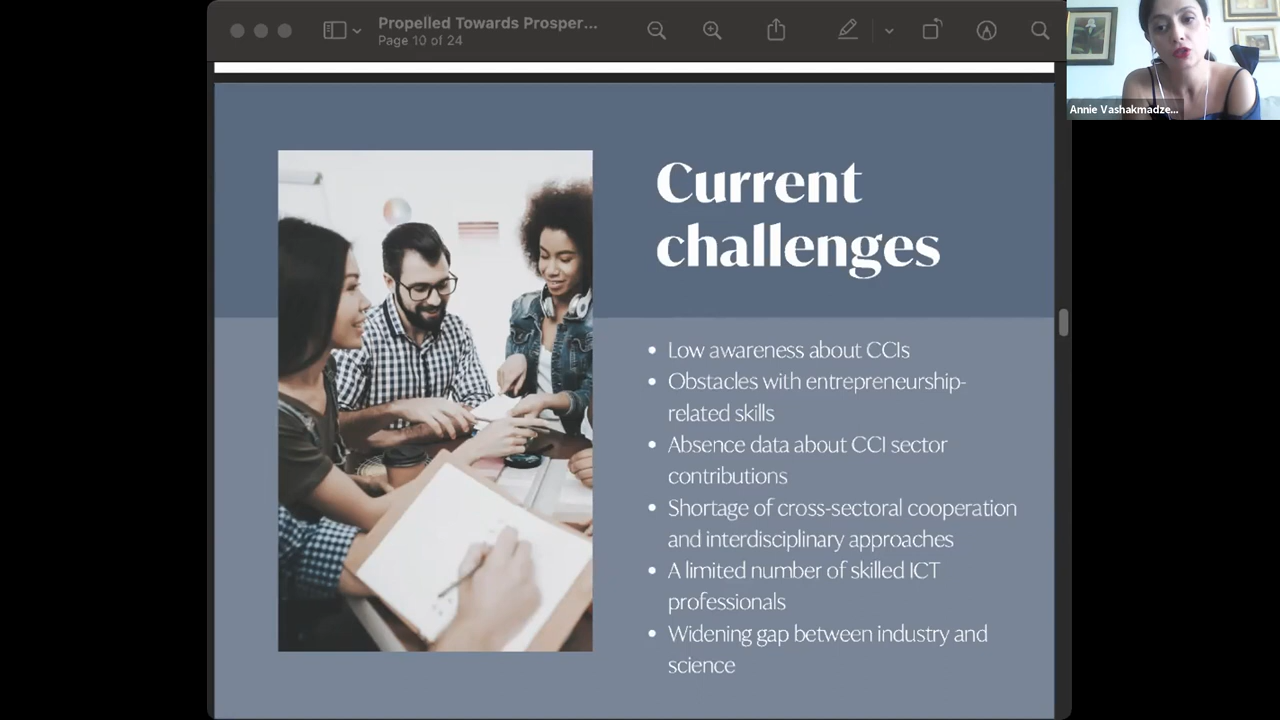 Propelled Towards Prosper...
Page 10 of 24
Annie Vashakmadze...
Current
challenges
• Low awareness about CCIs
• Obstacles with entrepreneurship-
related skills
• Absence data about CCI sector
contributions
• Shortage of cross-sectoral cooperation
and interdisciplinary approaches
• A limited number of skilled ICT
professionals
• Widening gap between industry and
science